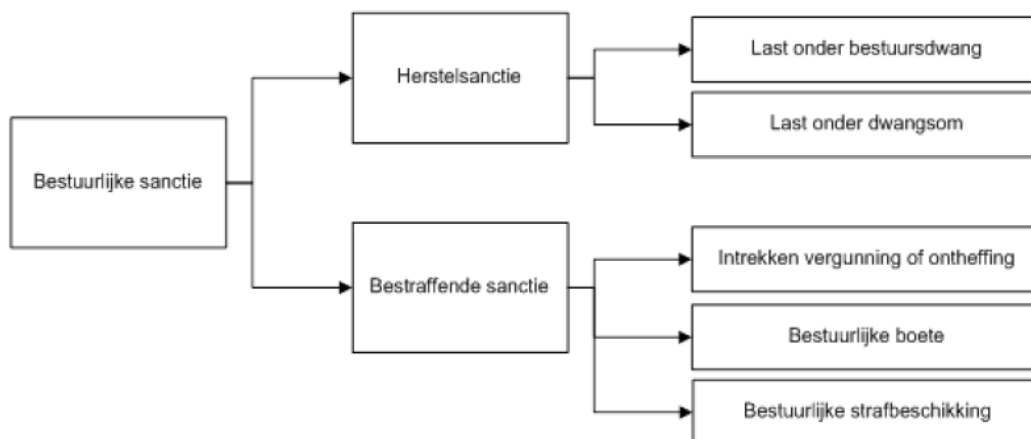 Bestuurlijke sanctie
Herstelsanctie
Last onder bestuursdwang
Last onder dwangsom
Bestraffende sanctie
Intrekken vergunning of ontheffing
Bestuurlijke boete
Bestuurlijke strafbeschikking